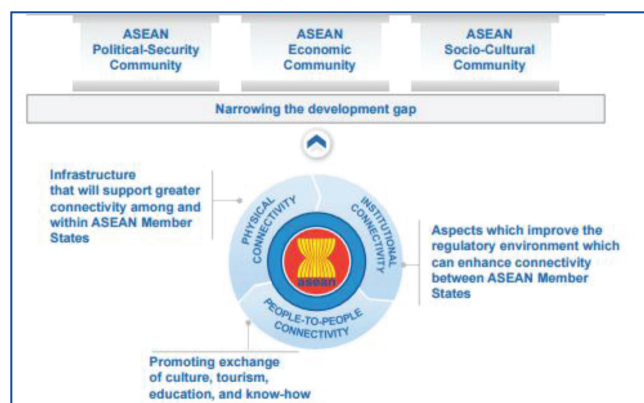 ASEAN
Political-Security
Community
ASEAN
Economic
Community
ASEAN
Socio-Cultural
Community
Narrowing the development gap
Infrastructure
that will support greater
connectivity among and
within ASEAN Member
States
PHYSICAL
CONNECTIVITY
INSTITUTIONAL
CONNECTIVITY
asean
PEOPLE-TO-PEOPLE
CONNECTIVITY
Aspects which improve the
regulatory environment which
can enhance connectivity
between ASEAN Member
States
Promoting exchange
of culture, tourism,
education, and know-how